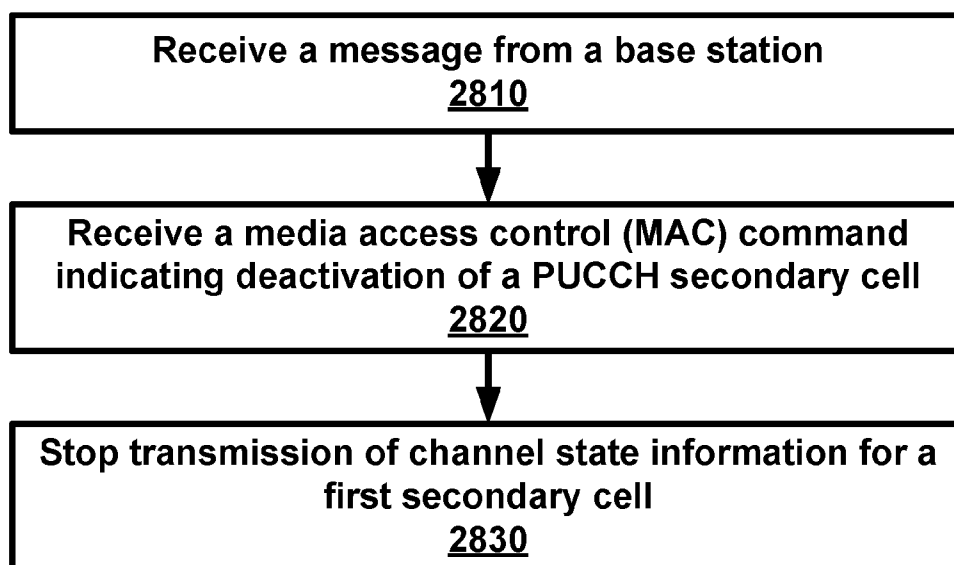 Receive a message from a base station
2810
Receive a media access control (MAC) command
indicating deactivation of a PUCCH secondary cell
2820
Stop transmission of channel state information for a
first secondary cell
2830